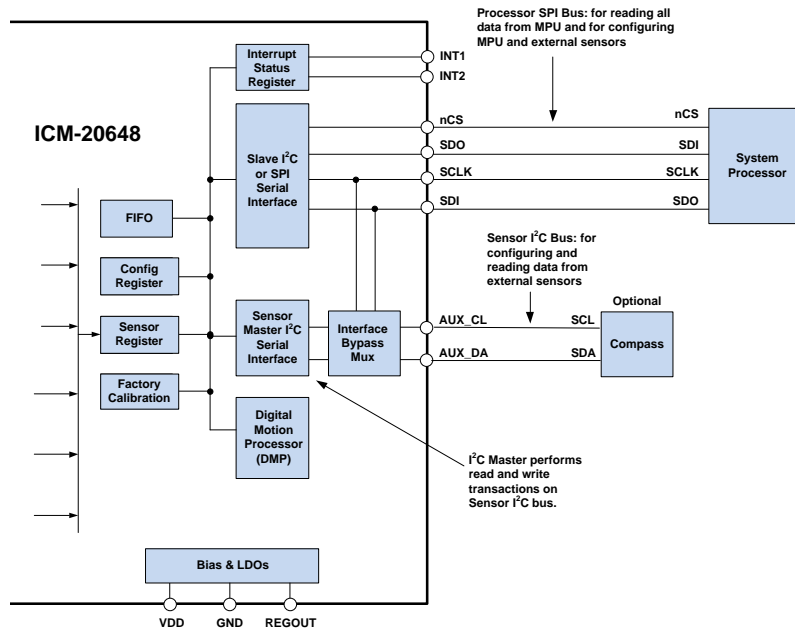 Processor SPI Bus: for reading all
data from MPU and for configuring
MPU and external sensors
Interrupt
Status
Register
INT1
INT2
ICM-20648
Slave I²C
or SPI
Serial
Interface
nCS
SDO
SCLK
SDI
nCS
SDI
SCLK
SDO
System
Processor
FIFO
Config
Register
Sensor
Register
Factory
Calibration
Sensor
Master I²C
Serial
Interface
Interface
Bypass
Mux
Sensor I²C Bus: for
configuring and
reading data from
external sensors
AUX_CL
AUX_DA
SCL
SDA
Optional
Compass
Digital
Motion
Processor
(DMP)
I²C Master performs
read and write
transactions on
Sensor I²C bus.
Bias & LDOs
VDD
GND
REGOUT